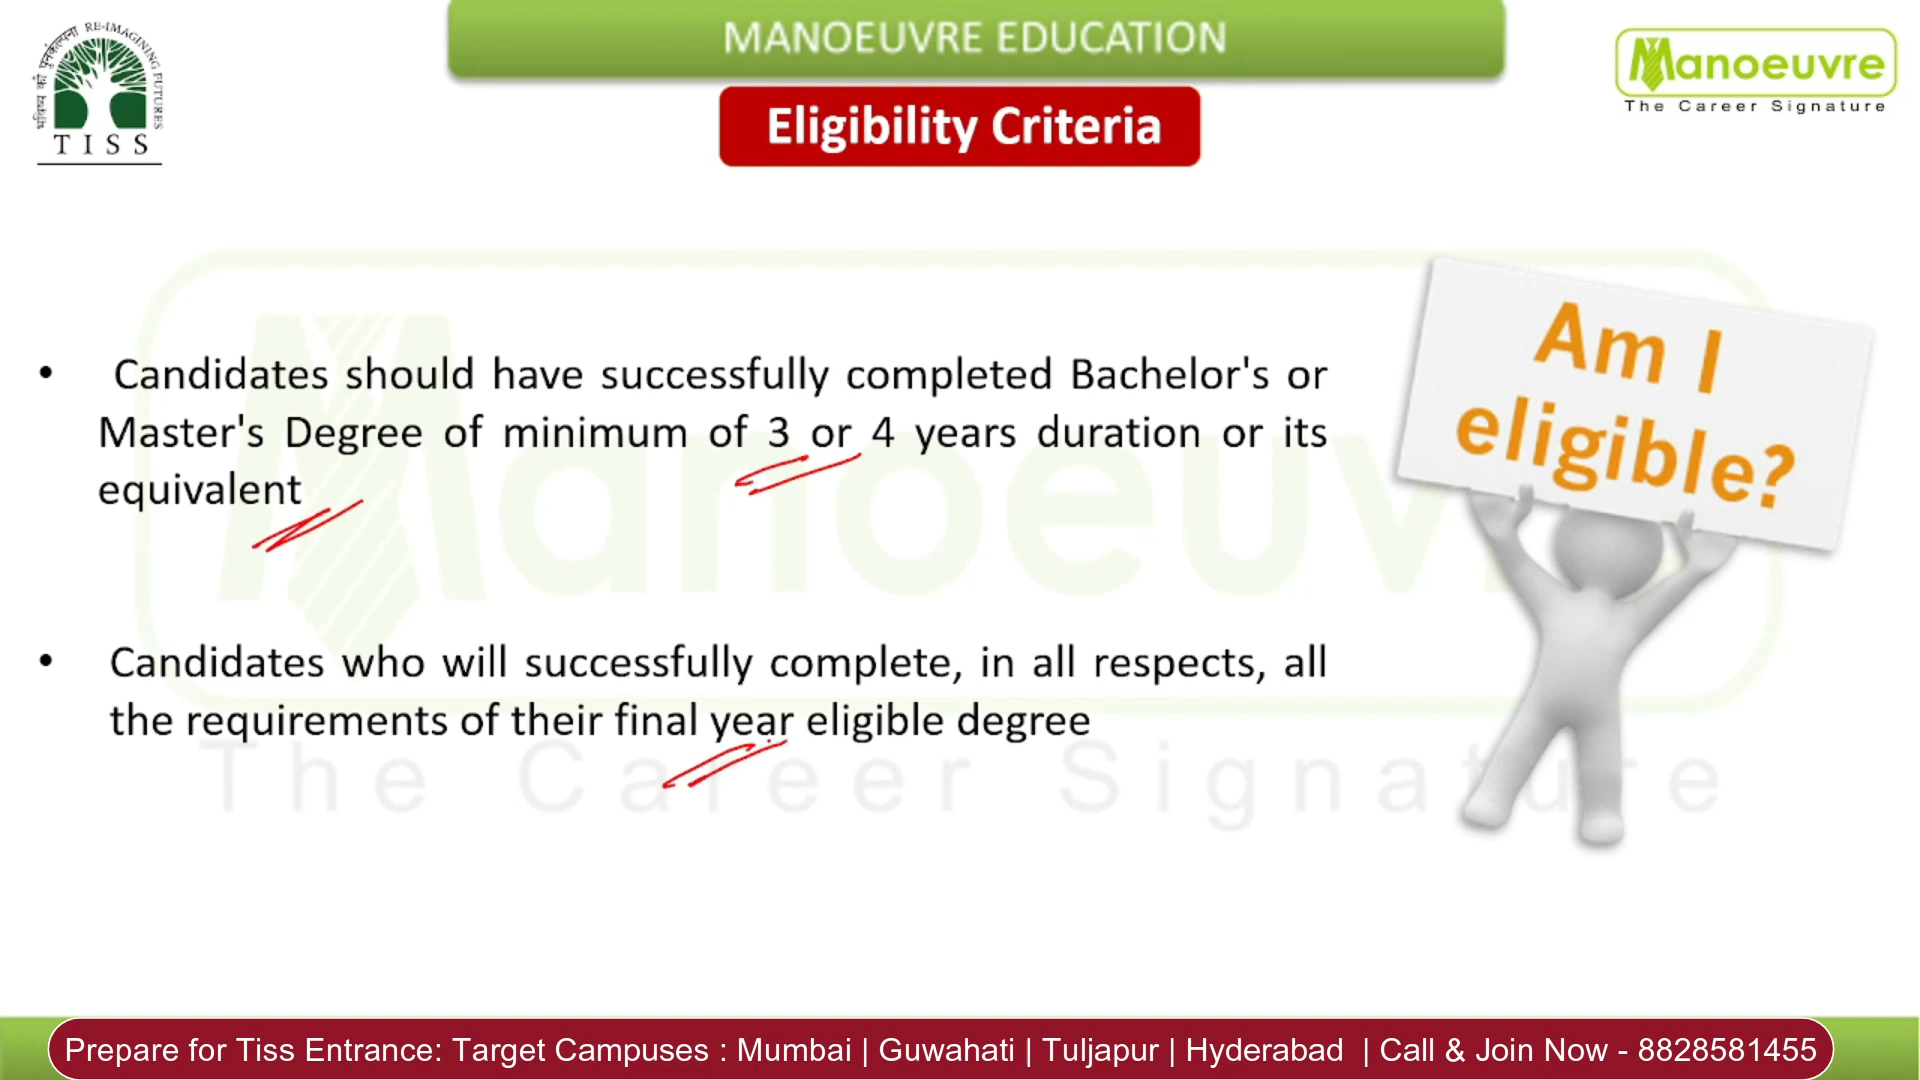 MANOEUVRE EDUCATION
RE-IMAGINING FUTURES
TISS
Manoeuvre
The Career Signature
Eligibility Criteria
Am I
eligible?
• Candidates should have successfully completed Bachelor's or
Master's Degree of minimum of 3 or 4 years duration or its
equivalent
• Candidates who will successfully complete, in all respects, all
the requirements of their final year eligible degree
Manoeuvre
The Career Signature
Prepare for Tiss Entrance: Target Campuses : Mumbai | Guwahati | Tuljapur | Hyderabad | Call & Join Now - 8828581455